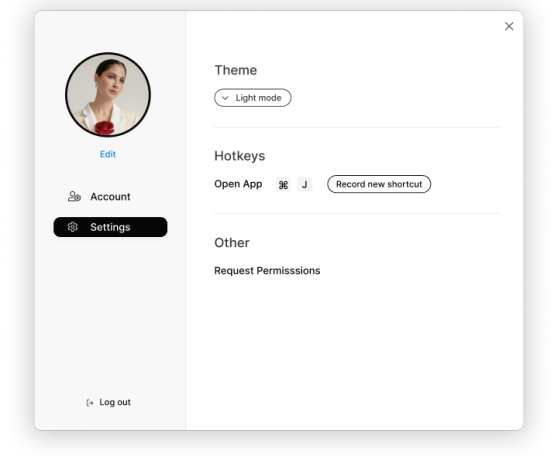 Edit
Account
Settings
Log out
Theme
Light mode
Hotkeys
Open App ⌘ J Record new shortcut
Other
Request Permisssions